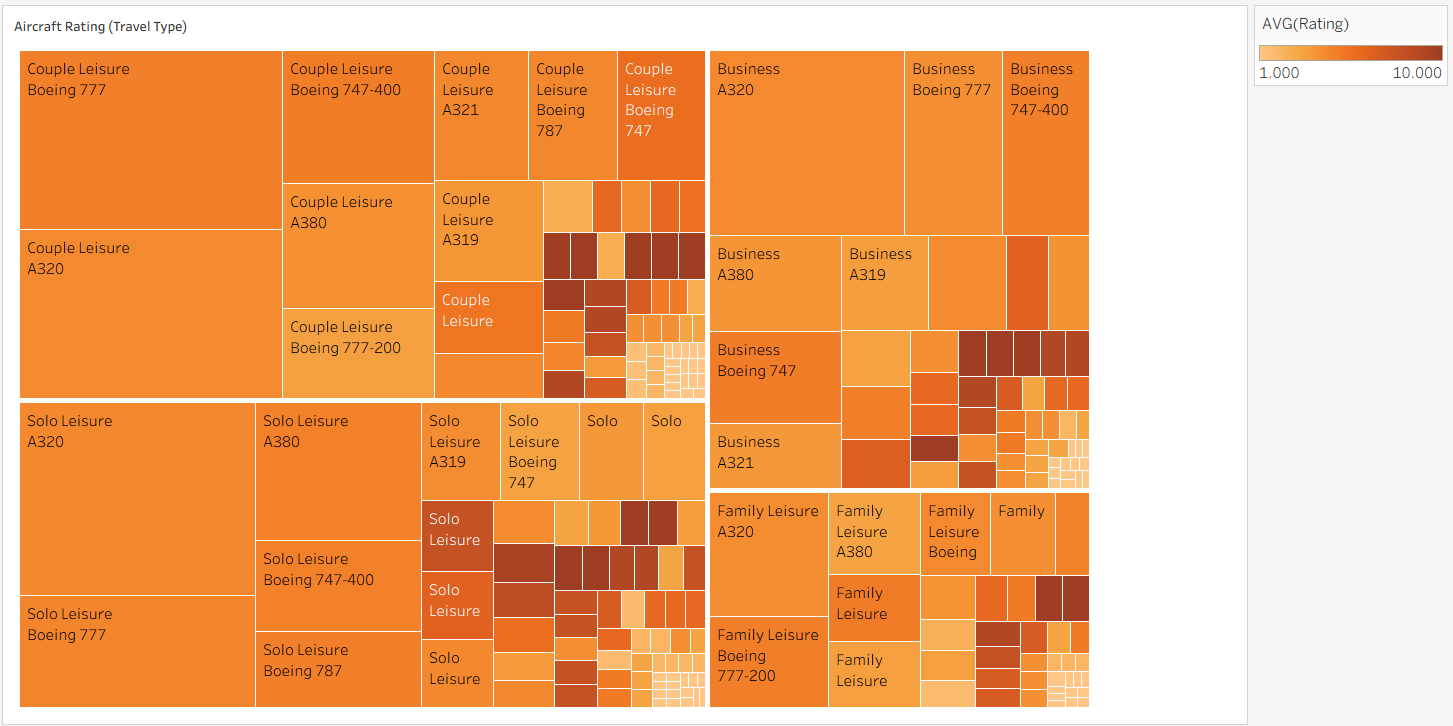 Aircraft Rating (Travel Type)
AVG(Rating)
1.000
10.000
Couple Leisure
Boeing 777
Couple Leisure
A320
Couple Leisure
Boeing 747-400
Couple Leisure
A380
Couple Leisure
Boeing 777-200
Couple
Leisure
A321
Couple
Leisure
Boeing
787
Couple
Leisure
Boeing
747
Couple
Leisure
A319
Couple
Leisure
Business
A320
Business
Boeing 777
Business
Boeing
747-400
Business
A380
Business
A319
Business
Boeing 747
Business
A321
Solo Leisure
A320
Solo Leisure
Boeing 777
Solo Leisure
A380
Solo Leisure
Boeing 747-400
Solo Leisure
Boeing 787
Solo
Leisure
A319
Solo
Leisure
Boeing
747
Solo
Solo
Solo
Leisure
Solo
Leisure
Solo
Leisure
Family Leisure
A320
Family Leisure
Boeing
777-200
Family
Leisure
A380
Family
Leisure
Family
Leisure
Family
Leisure
Boeing
Family